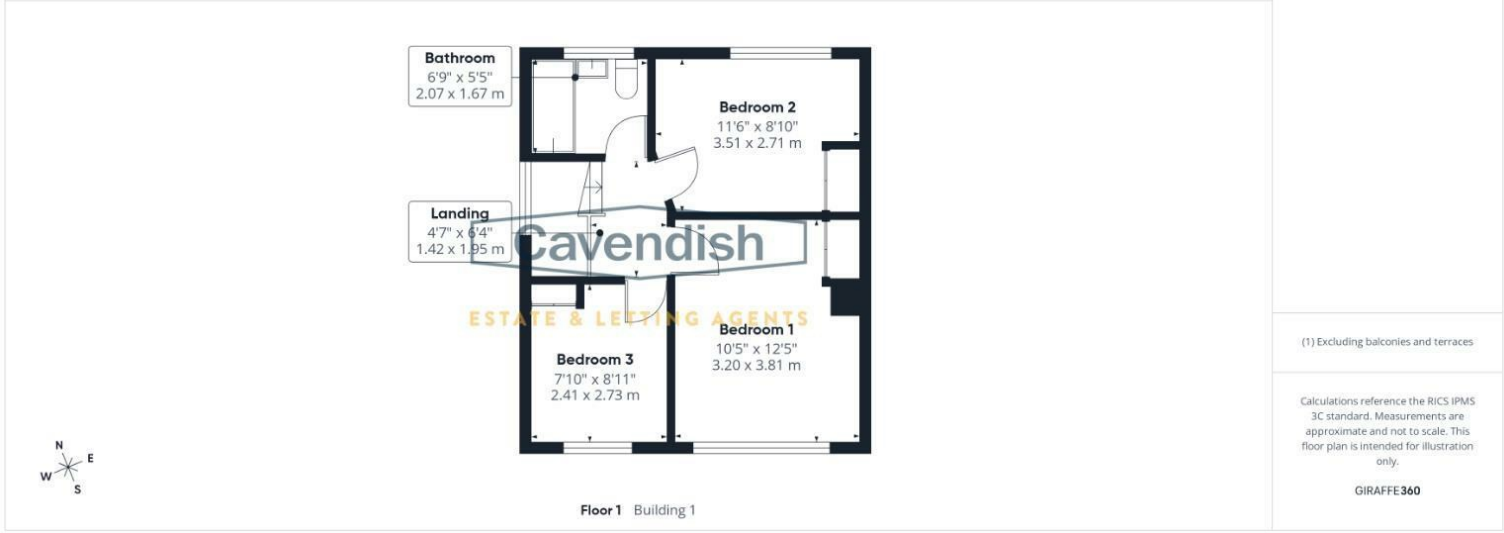 Bathroom
6'9" x 5'5"
2.07 x 1.67 m
Bedroom 2
11'6" x 8'10"
3.51 x 2.71 m
Landing
4'7" x 6'4"
1.42 x 1.95 m
Cavendish
ESTATE & LETTING AGENTS
Bedroom 1
10'5" x 12'5"
3.20 x 3.81 m
Bedroom 3
7'10" x 8'11"
2.41 x 2.73 m
N
E
W
S
Floor 1 Building 1
(1) Excluding balconies and terraces
Calculations reference the RICS IPMS
3C standard. Measurements are
approximate and not to scale. This
floor plan is intended for illustration
only.
GIRAFFE360